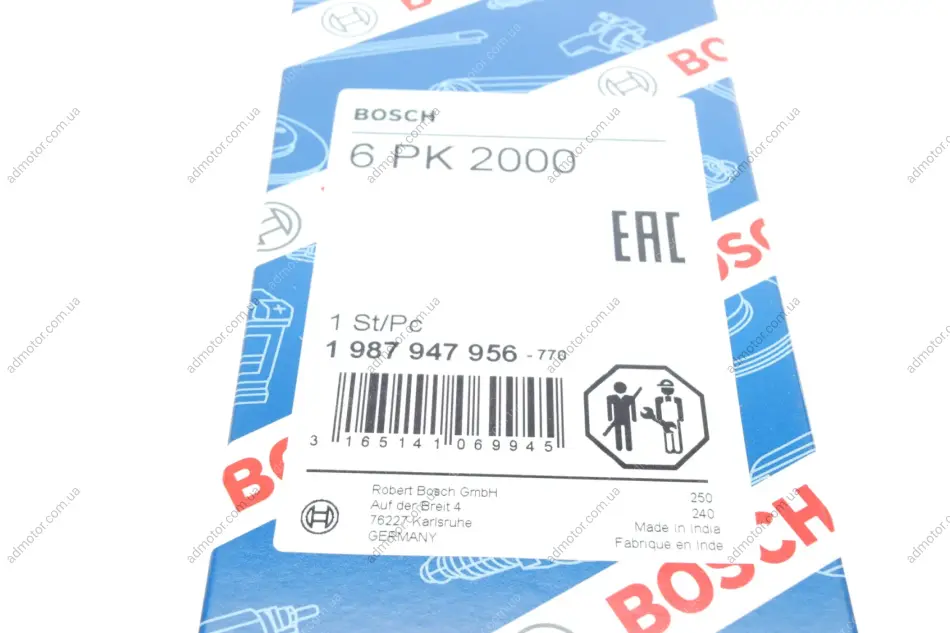 BOSCH
BOSCH
6 PK 2000
EAC
BOSCH
1 St/Pc
1 987 947 956 - 770
3 165141 069945
Robert Bosch GmbH
Auf der Breit 4
76227 Karlsruhe
GERMANY
250
240
Made in India
Fabrique en Inde
BOSCH
BOSCH
admotor.com.ua